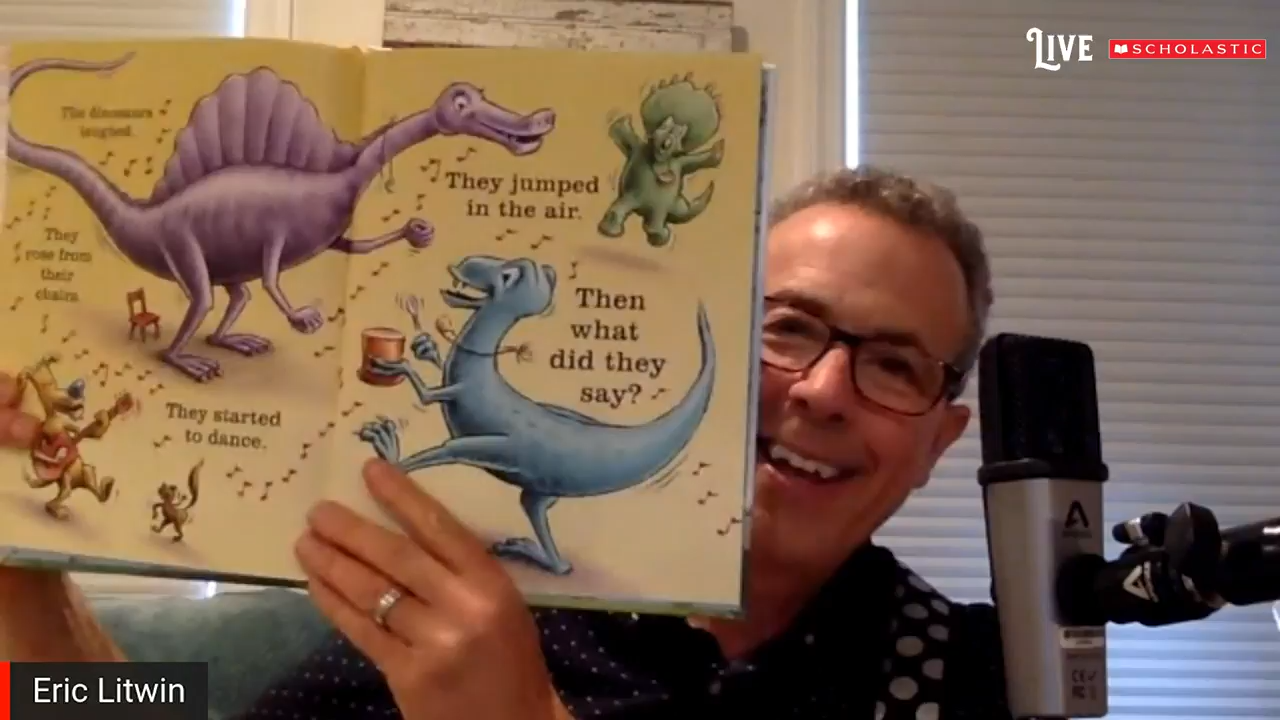 LIVE SCHOLASTIC
The dinosaurs
laughed.
They
rose from
their
chairs
They started
to dance.
They jumped
in the air.
Then
what
did they
say?
Eric Litwin